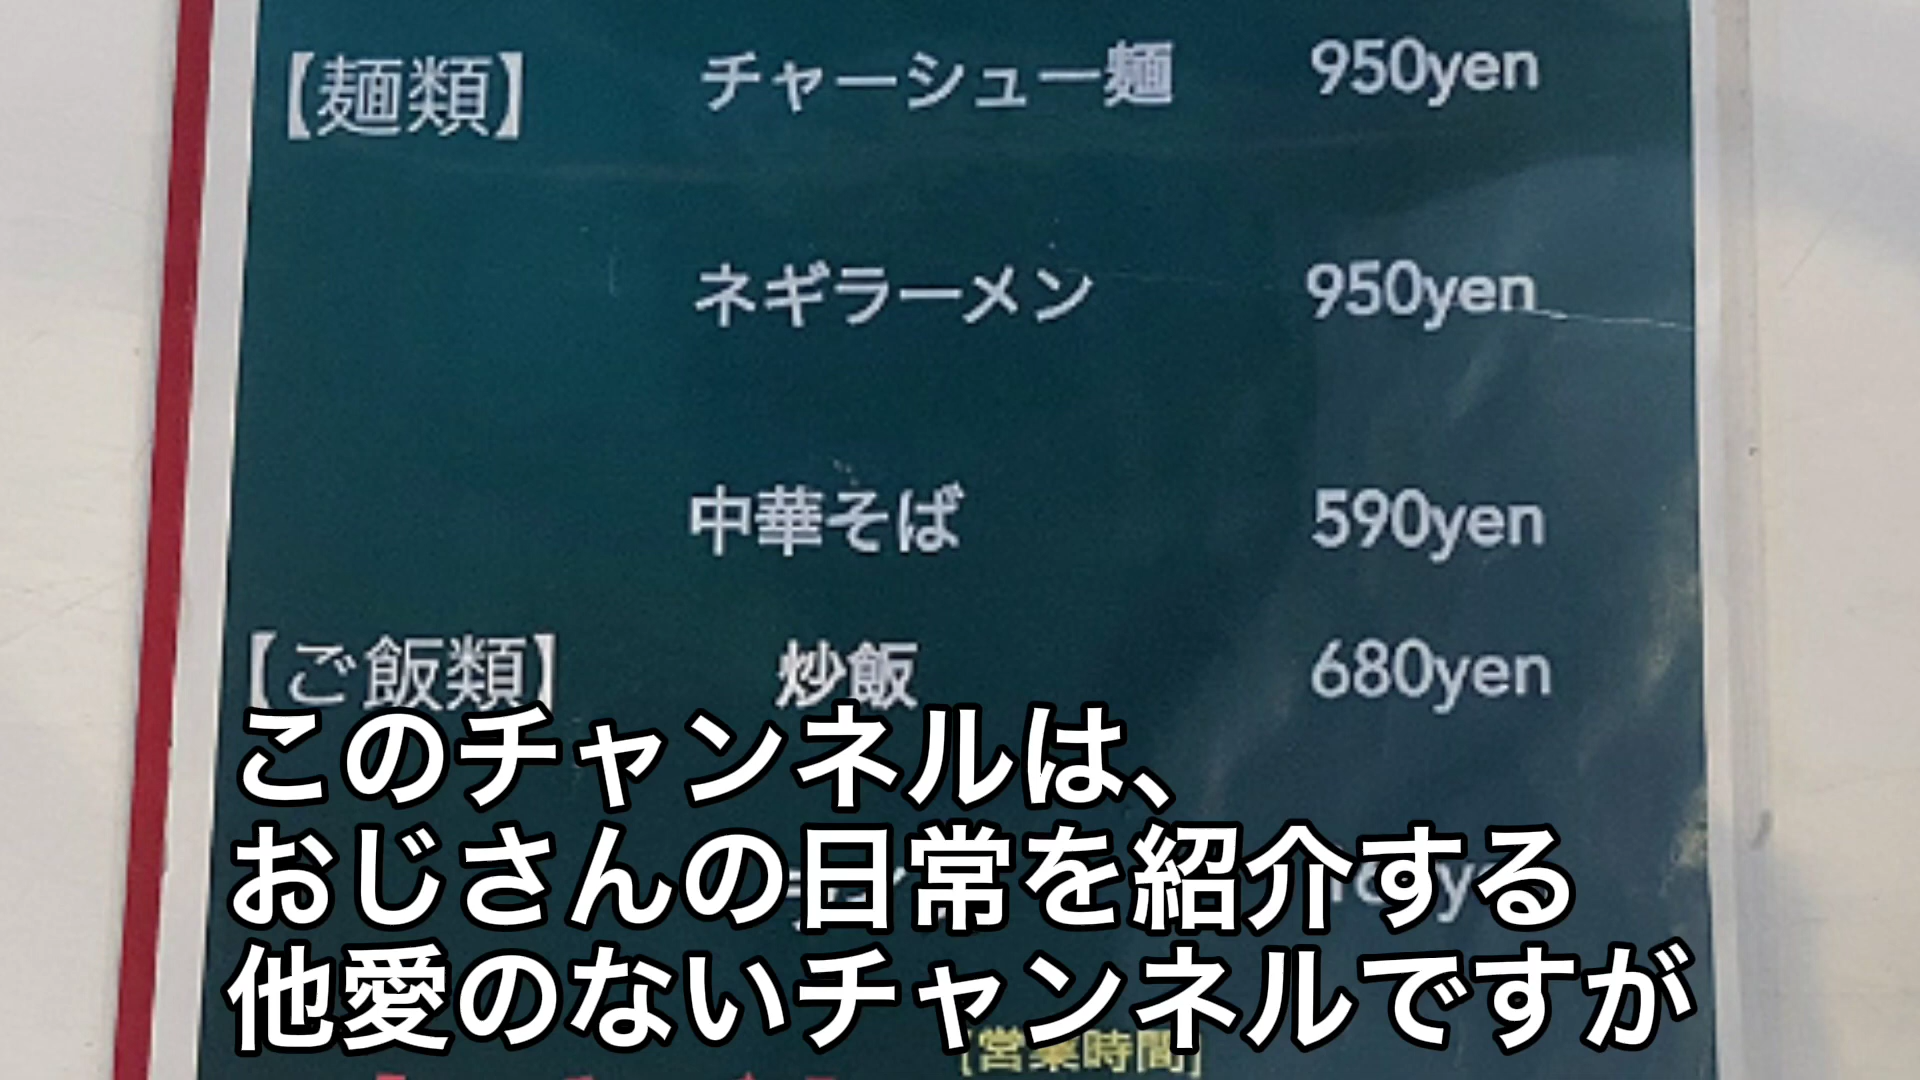 【麺類】 チャーシュー麺 950yen
ネギラーメン 950yen
中華そば 590yen
【ご飯類】 炒飯 680yen
このチャンネルは、
おじさんの日常を紹介する
他愛のないチャンネルですが
[営業時間]